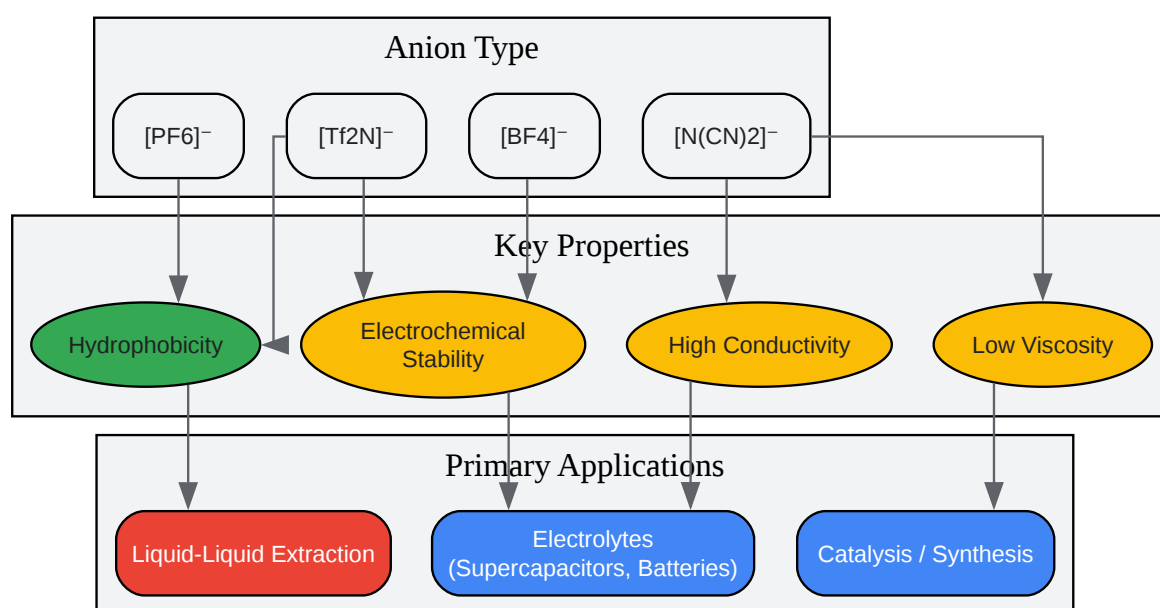 Anion Type
[PF6]⁻
[Tf2N]⁻
[BF4]⁻
[N(CN)2]⁻
Key Properties
Hydrophobicity
Electrochemical
Stability
High Conductivity
Low Viscosity
Primary Applications
Liquid-Liquid Extraction
Electrolytes
(Supercapacitors, Batteries)
Catalysis / Synthesis